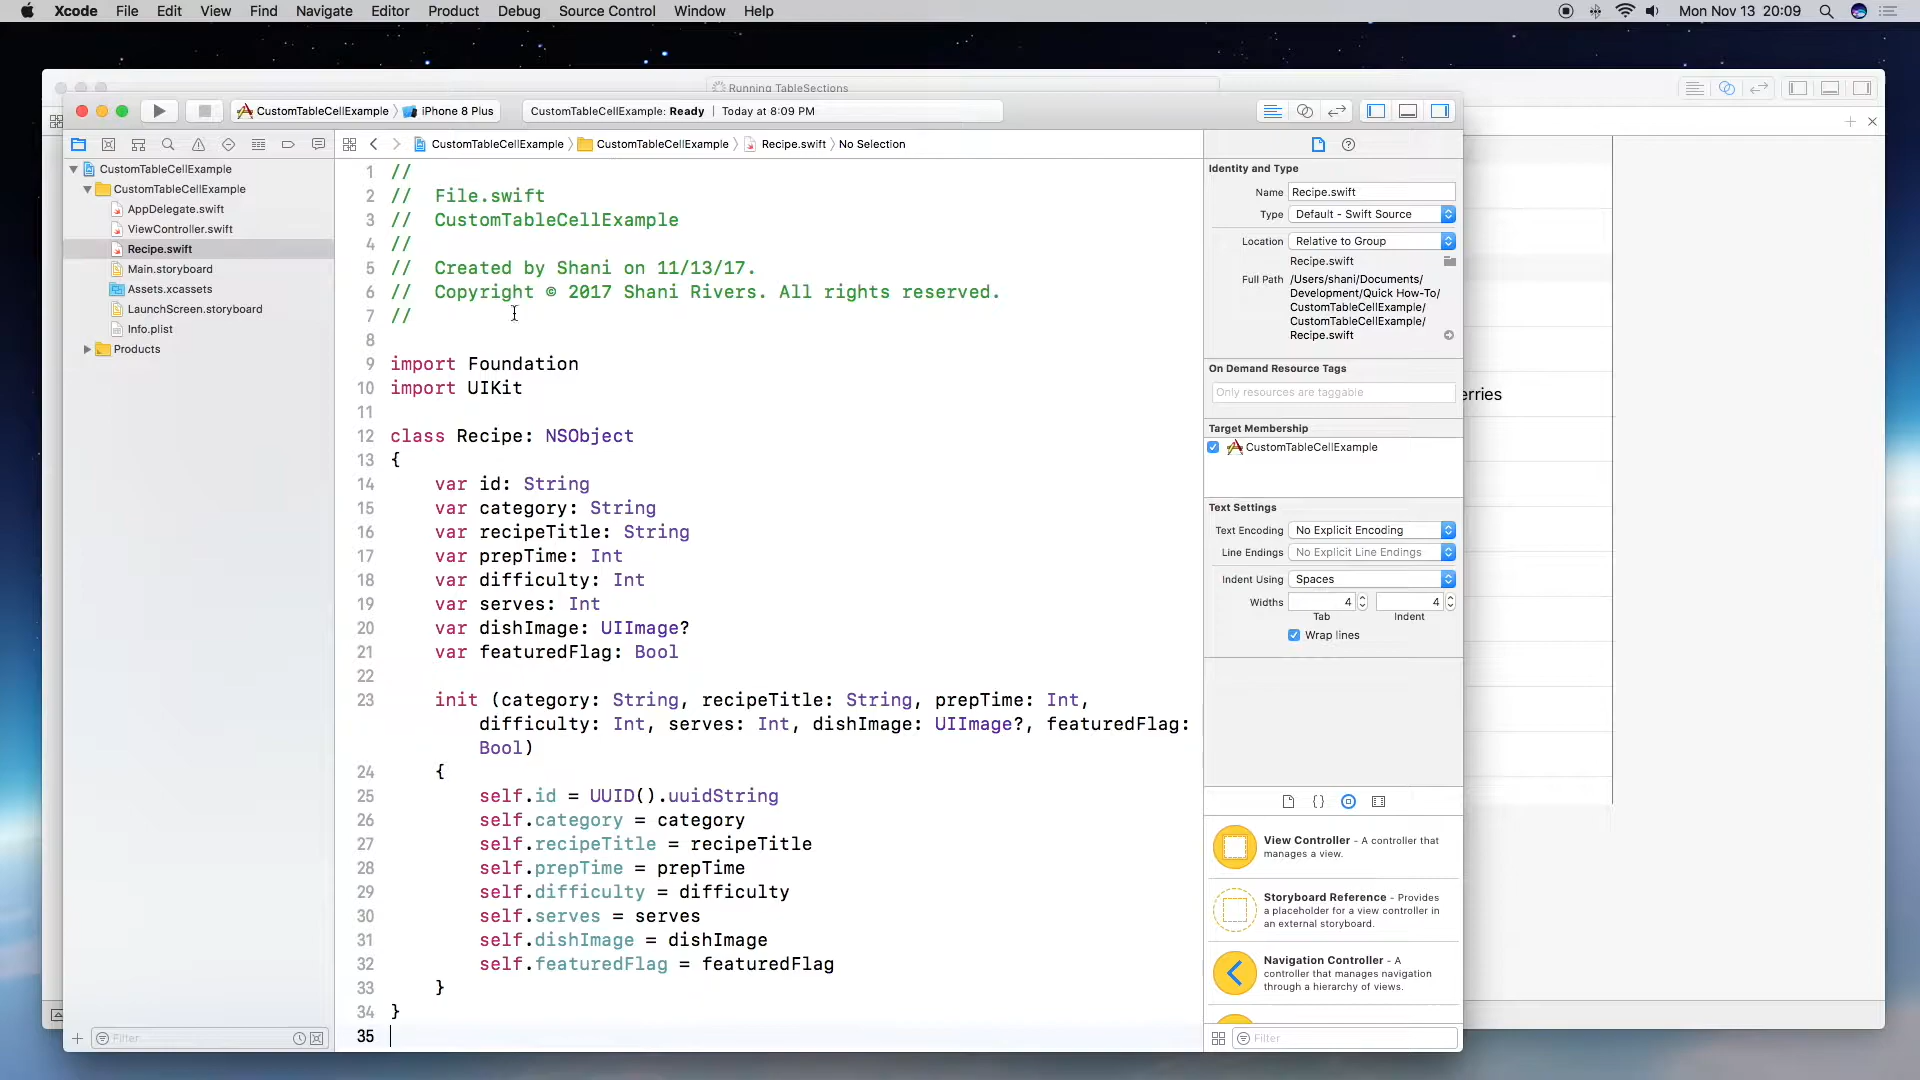 Xcode File Edit View Find Navigate Editor Product Debug Source Control Window Help
Mon Nov 13 20:09
Running TableSections
CustomTableCellExample iPhone 8 Plus
CustomTableCellExample: Ready | Today at 8:09 PM
CustomTableCellExample
CustomTableCellExample
AppDelegate.swift
ViewController.swift
Recipe.swift
Main.storyboard
Assets.xcassets
LaunchScreen.storyboard
Info.plist
Products
Filter
CustomTableCellExample CustomTableCellExample Recipe.swift No Selection
1 //
2 // File.swift
3 // CustomTableCellExample
4 //
5 // Created by Shani on 11/13/17.
6 // Copyright © 2017 Shani Rivers. All rights reserved.
7 //
8
9 import Foundation
10 import UIKit
11
12 class Recipe: NSObject
13 {
14 var id: String
15 var category: String
16 var recipeTitle: String
17 var prepTime: Int
18 var difficulty: Int
19 var serves: Int
20 var dishImage: UIImage?
21 var featuredFlag: Bool
22
23 init (category: String, recipeTitle: String, prepTime: Int,
difficulty: Int, serves: Int, dishImage: UIImage?, featuredFlag:
Bool)
24 {
25 self.id = UUID().uuidString
26 self.category = category
27 self.recipeTitle = recipeTitle
28 self.prepTime = prepTime
29 self.difficulty = difficulty
30 self.serves = serves
31 self.dishImage = dishImage
32 self.featuredFlag = featuredFlag
33 }
34 }
35
Identity and Type
Name Recipe.swift
Type Default - Swift Source
Location Relative to Group
Recipe.swift
Full Path /Users/shani/Documents/
Development/Quick How-To/
CustomTableCellExample/
CustomTableCellExample/
Recipe.swift
On Demand Resource Tags
Only resources are taggable
Target Membership
CustomTableCellExample
Text Settings
Text Encoding No Explicit Encoding
Line Endings No Explicit Line Endings
Indent Using Spaces
Widths 4 4
Tab Indent
Wrap lines
View Controller - A controller that
manages a view.
Storyboard Reference - Provides
a placeholder for a view controller in
an external storyboard.
Navigation Controller - A
controller that manages navigation
through a hierarchy of views.
Filter
erries